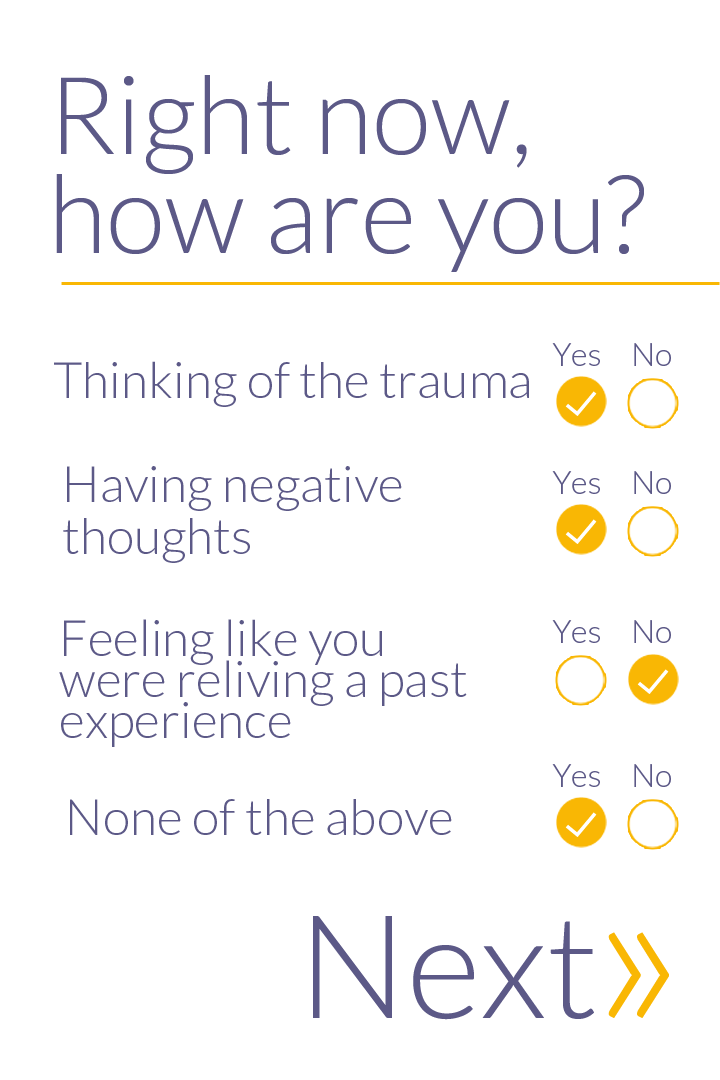 Right now,
how are you?
Yes No
Thinking of the trauma
Yes No
Having negative
thoughts
Yes No
Feeling like you
were reliving a past
experience
Yes No
None of the above
Next»